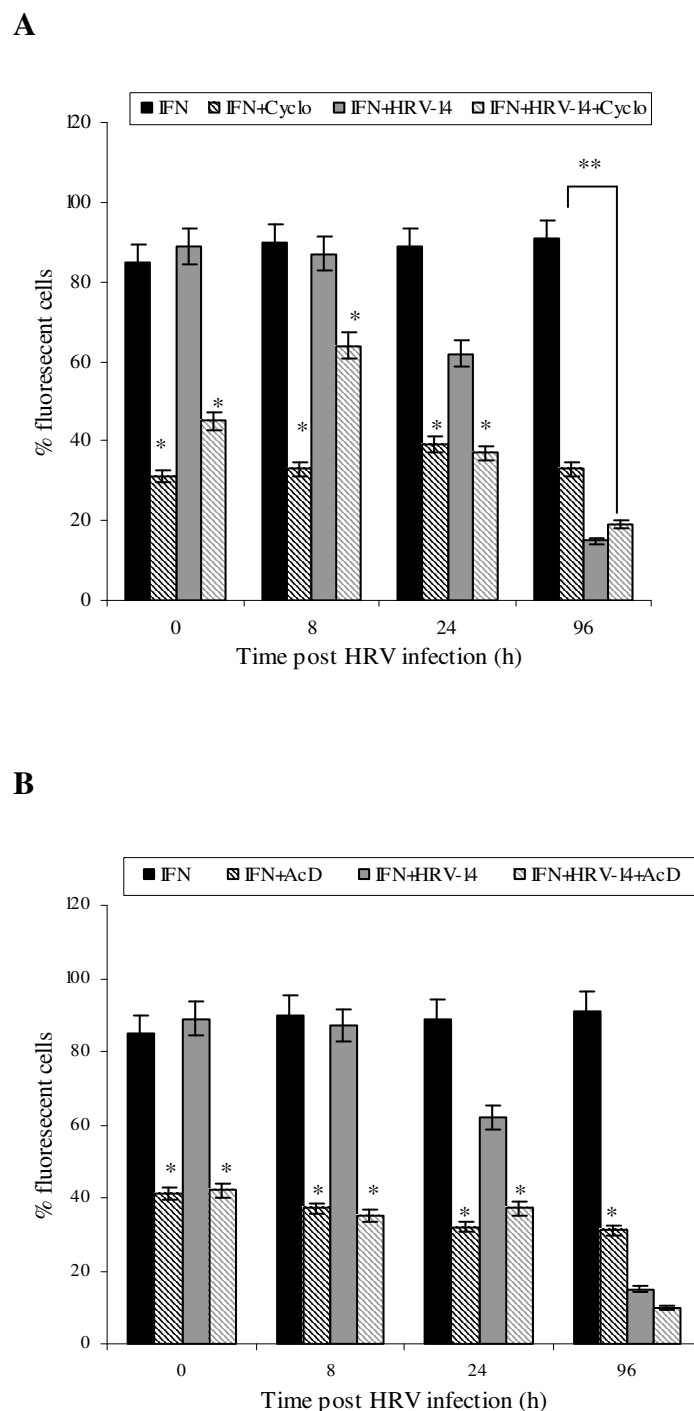 A
IFN IFN+Cyclo IFN+HRV-14 IFN+HRV-14+Cyclo
120
100
80
60
40
20
0
% fluoresecent cells
* * * * * * **
0 8 24 96
Time post HRV infection (h)
B
IFN IFN+AcD IFN+HRV-14 IFN+HRV-14+AcD
120
100
80
60
40
20
0
% fluoresecent cells
* * * * * * *
0 8 24 96
Time post HRV infection (h)